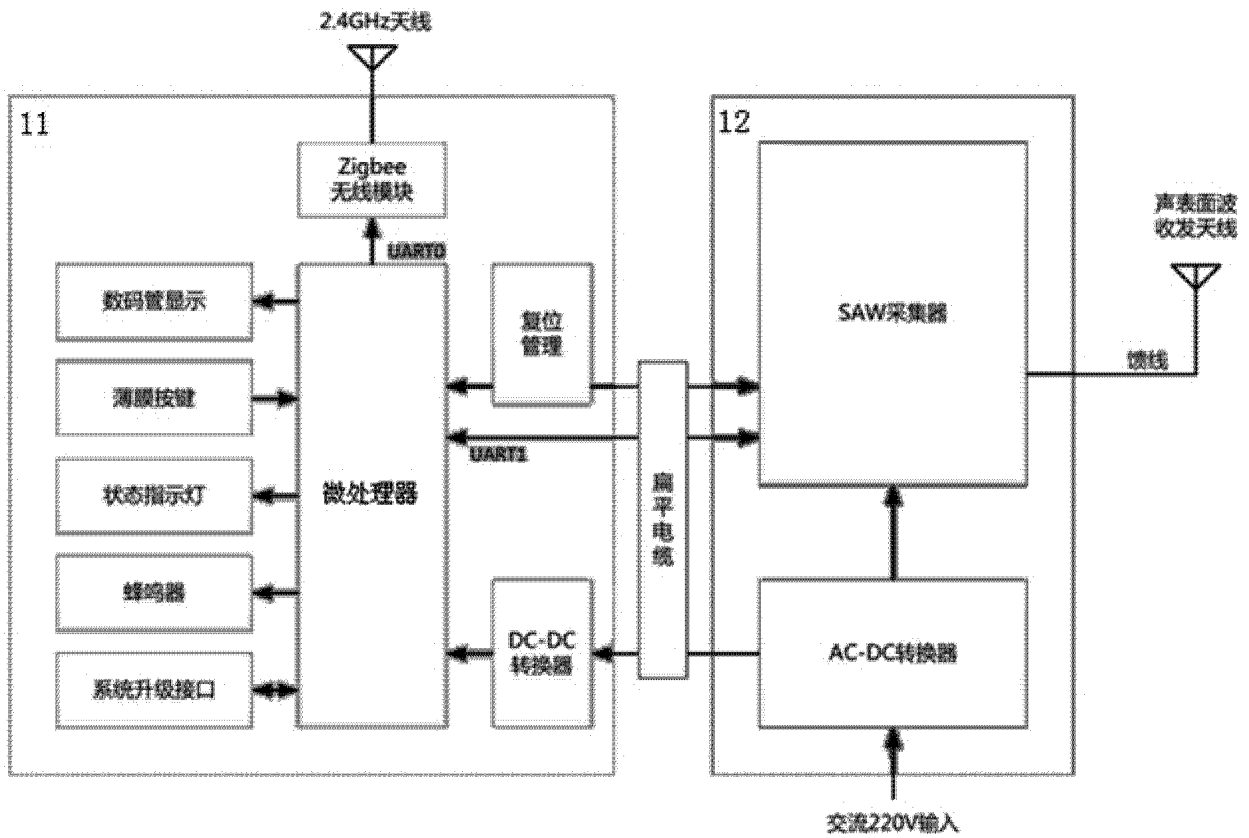 2.4GHz天线
11
12
Zigbee
无线模块
UART0
声表面波
收发天线
数码管显示
复位
管理
SAW采集器
馈线
薄膜按键
UART1
微处理器
状态指示灯
扁平电缆
蜂鸣器
DC-DC
转换器
AC-DC转换器
系统升级接口
交流220V输入